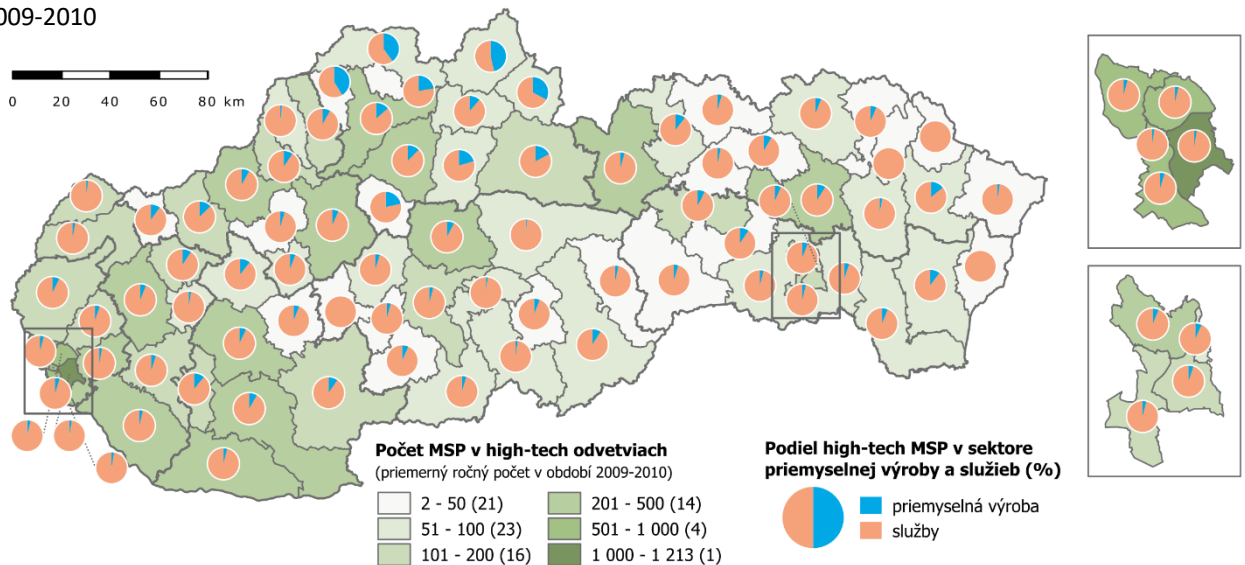 009-2010
0 20 40 60 80 km
Počet MSP v high-tech odvetviach
(priemerný ročný počet v období 2009-2010)
2 - 50 (21)
51 - 100 (23)
101 - 200 (16)
201 - 500 (14)
501 - 1 000 (4)
1 000 - 1 213 (1)
Podiel high-tech MSP v sektore
priemyselnej výroby a služieb (%)
priemyselná výroba
služby